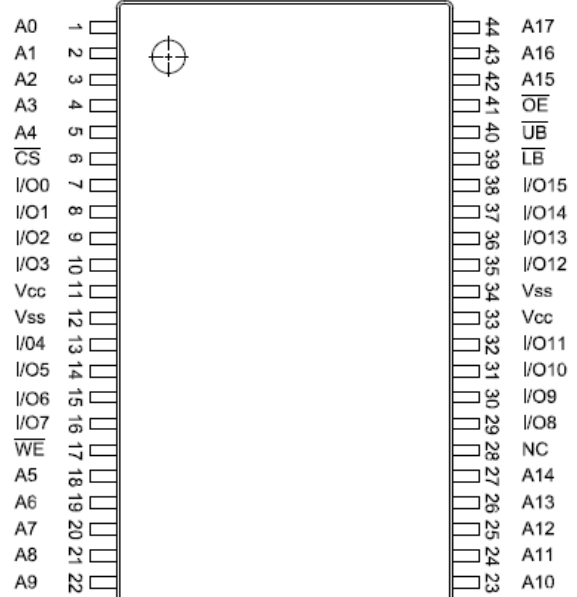 A0 1 44 A17
A1 2 43 A16
A2 3 42 A15
A3 4 41 OE
A4 5 40 UB
CS 6 39 LB
I/O0 7 38 I/O15
I/O1 8 37 I/O14
I/O2 9 36 I/O13
I/O3 10 35 I/O12
Vcc 11 34 Vss
Vss 12 33 Vcc
I/04 13 32 I/O11
I/O5 14 31 I/O10
I/O6 15 30 I/O9
I/O7 16 29 I/O8
WE 17 28 NC
A5 18 27 A14
A6 19 26 A13
A7 20 25 A12
A8 21 24 A11
A9 22 23 A10